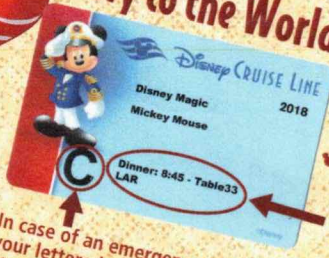 to the World
Disney CRUISE LINE
Disney Magic
2018
Mickey Mouse
C
Dinner: 8:45 - Table33
LAR
In case of an emergen
your letter